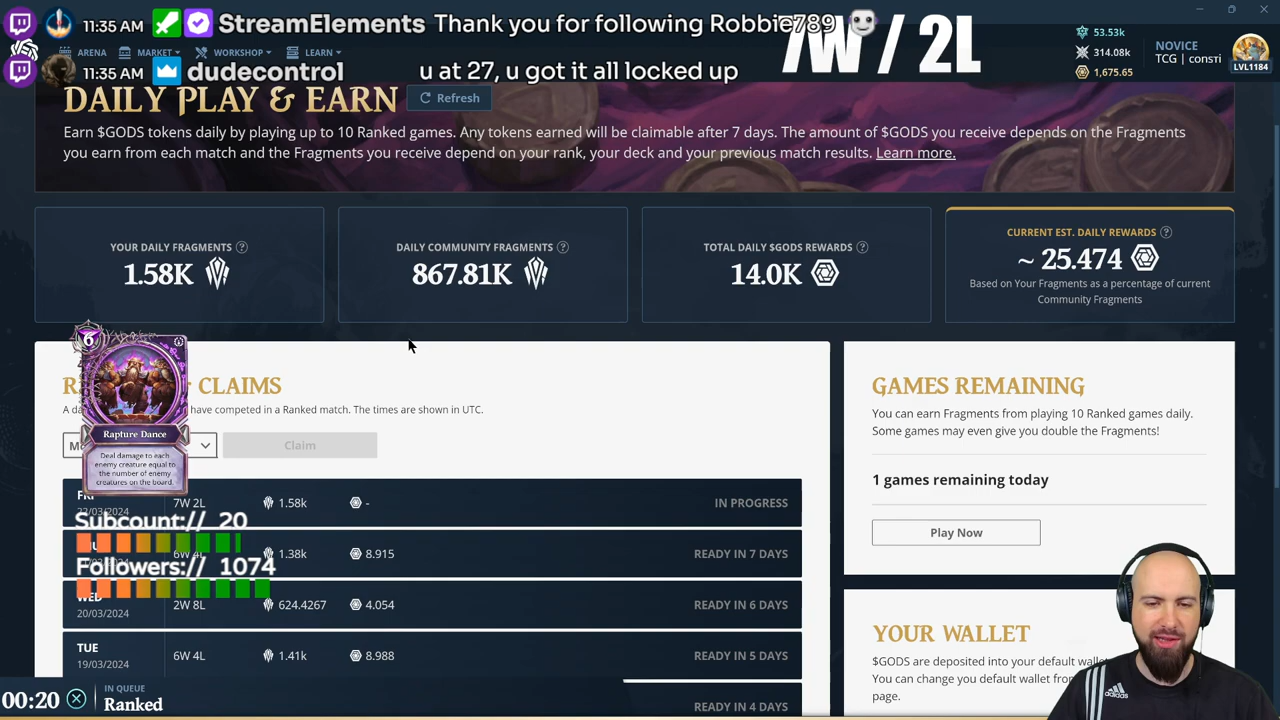 11:35 AM StreamElements Thank you for following Robbie789
7W / 2L
53.53k
314.08k
1,675.65
NOVICE
TCG | consti
LVL1184
ARENA MARKET WORKSHOP LEARN
11:35 AM dudecontrol u at 27, u got it all locked up
DAILY PLAY & EARN
Refresh
Earn $GODS tokens daily by playing up to 10 Ranked games. Any tokens earned will be claimable after 7 days. The amount of $GODS you receive depends on the Fragments
you earn from each match and the Fragments you receive depend on your rank, your deck and your previous match results. Learn more.
YOUR DAILY FRAGMENTS
1.58K
DAILY COMMUNITY FRAGMENTS
867.81K
TOTAL DAILY $GODS REWARDS
14.0K
CURRENT EST. DAILY REWARDS
~ 25.474
Based on Your Fragments as a percentage of current
Community Fragments
CLAIMS
have competed in a Ranked match. The times are shown in UTC.
Claim
6
Rapture Dance
Deal damage to each
enemy creature equal to
the number of enemy
creatures on the board.
GAMES REMAINING
You can earn Fragments from playing 10 Ranked games daily.
Some games may even give you double the Fragments!
1 games remaining today
Play Now
7W 2L 1.58k - IN PROGRESS
Subcount:// 20
1.38k 8.915 READY IN 7 DAYS
Followers:// 1074
20/03/2024 2W 8L 624.4267 4.054 READY IN 6 DAYS
TUE
19/03/2024 6W 4L 1.41k 8.988 READY IN 5 DAYS
READY IN 4 DAYS
YOUR WALLET
$GODS are deposited into your default
You can change you default wallet
page.
00:20
IN QUEUE
Ranked
adidas